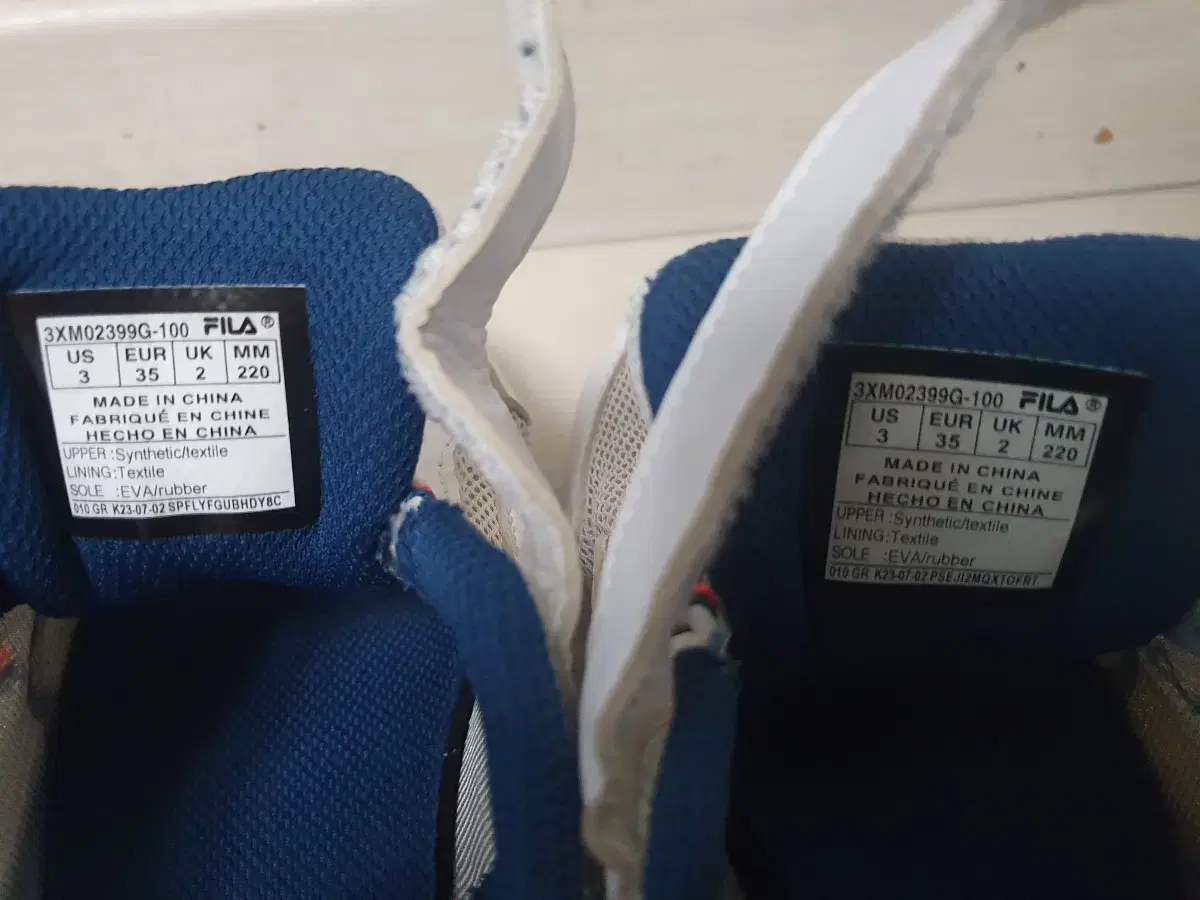 3XM02399G-100 FILA®
US EUR UK MM
3 35 2 220
MADE IN CHINA
FABRIQUÉ EN CHINE
HECHO EN CHINA
UPPER :Synthetic/textile
LINING:Textile
SOLE :EVA/rubber
010 GR K23-07-02 SPFLYFGUBHDY8C
3XM02399G-100 FILA®
US EUR UK MM
3 35 2 220
MADE IN CHINA
FABRIQUÉ EN CHINE
HECHO EN CHINA
UPPER :Synthetic/textile
LINING:Textile
SOLE :EVA/rubber
010 GR K23-07-02